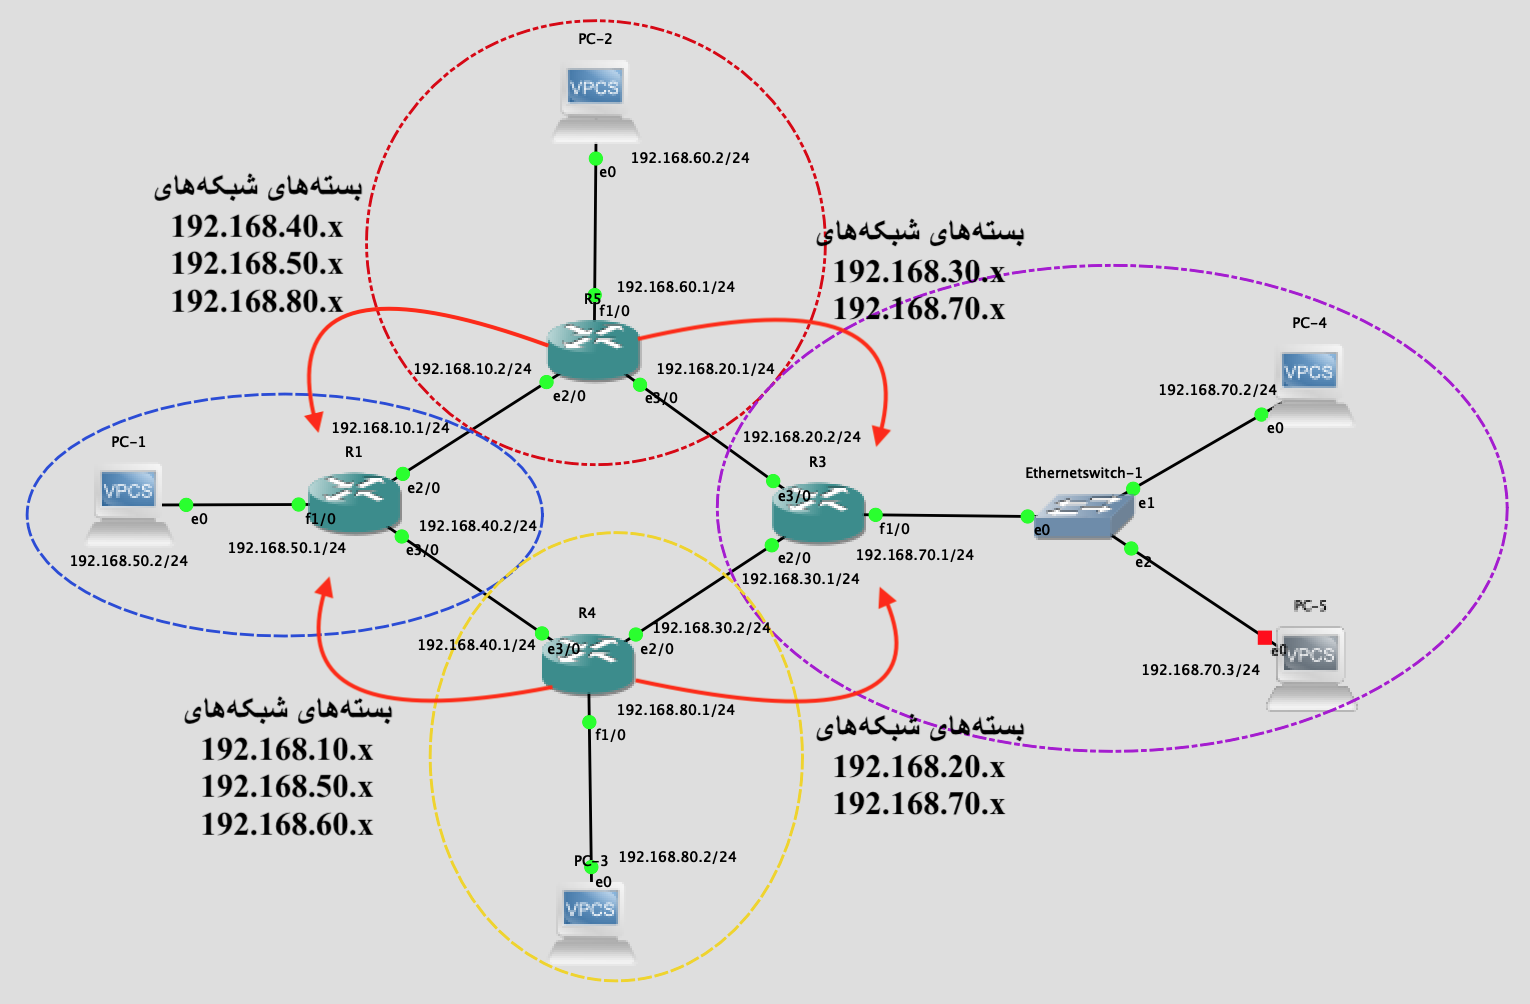 PC-2
VPCS
e0
192.168.60.2/24
بسته‌های شبکه‌های
192.168.40.x
192.168.50.x
192.168.80.x
بسته‌های شبکه‌های
192.168.30.x
192.168.70.x
192.168.60.1/24
R5
f1/0
192.168.10.2/24
e2/0
192.168.20.1/24
e3/0
PC-4
VPCS
192.168.70.2/24
e0
192.168.10.1/24
R1
e2/0
192.168.20.2/24
R3
e3/0
PC-1
VPCS
e0
192.168.50.2/24
f1/0
192.168.50.1/24
192.168.40.2/24
e3/0
f1/0
192.168.70.1/24
e2/0
192.168.30.1/24
Ethernetswitch-1
e1
e0
e2
PC-5
VPCS
e0
192.168.70.3/24
R4
192.168.40.1/24
e3/0
192.168.30.2/24
e2/0
192.168.80.1/24
f1/0
بسته‌های شبکه‌های
192.168.10.x
192.168.50.x
192.168.60.x
بسته‌های شبکه‌های
192.168.20.x
192.168.70.x
PC-3
192.168.80.2/24
e0
VPCS